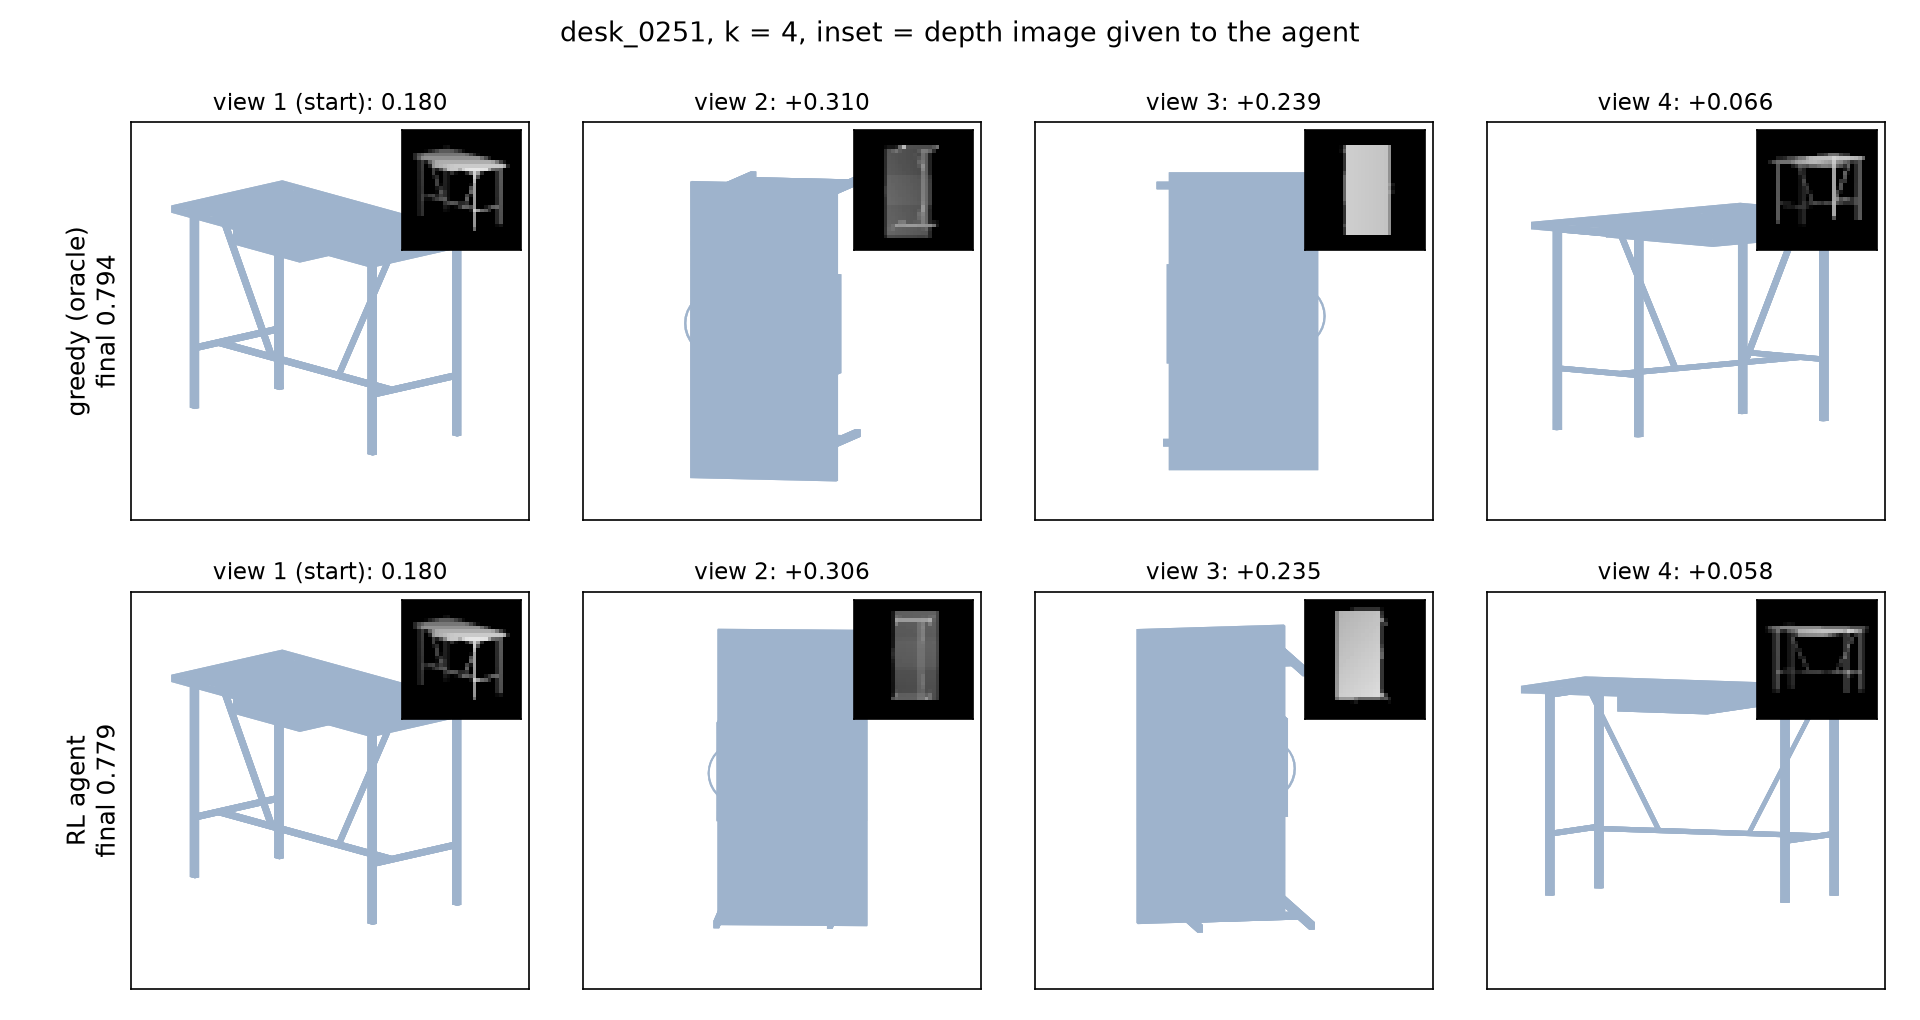 desk_0251, k = 4, inset = depth image given to the agent
greedy (oracle)
final 0.794
view 1 (start): 0.180
view 2: +0.310
view 3: +0.239
view 4: +0.066
RL agent
final 0.779
view 1 (start): 0.180
view 2: +0.306
view 3: +0.235
view 4: +0.058